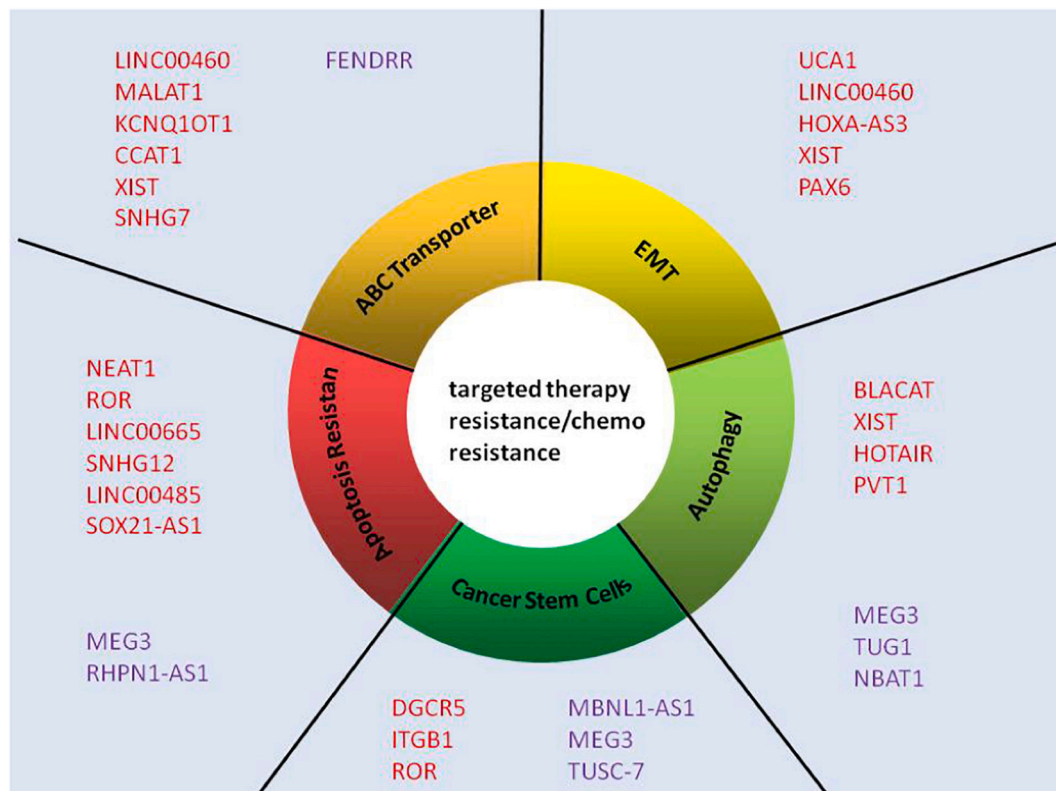 LINC00460
MALAT1
KCNQ1OT1
CCAT1
XIST
SNHG7
FENDRR
UCA1
LINC00460
HOXA-AS3
XIST
PAX6
ABC Transporter
EMT
NEAT1
ROR
LINC00665
SNHG12
LINC00485
SOX21-AS1
MEG3
RHPN1-AS1
Apoptosis Resistan
targeted therapy
resistance/chemo
resistance
Autophagy
BLACAT
XIST
HOTAIR
PVT1
MEG3
TUG1
NBAT1
Cancer Stem Cells
DGCR5
ITGB1
ROR
MBNL1-AS1
MEG3
TUSC-7